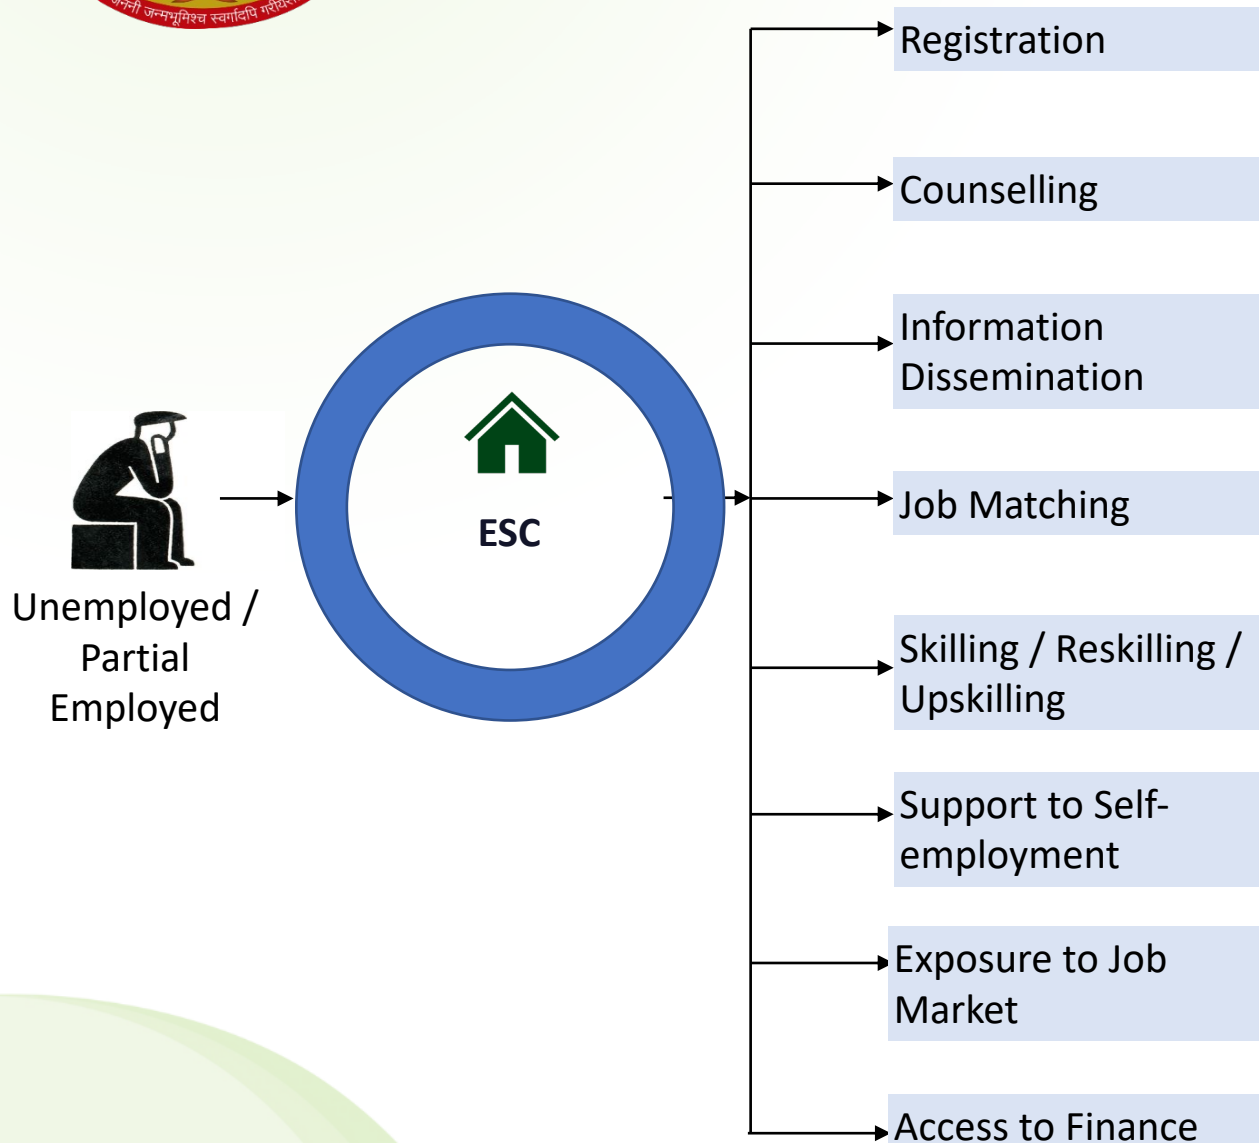 जननी जन्मभूमिश्च स्वर्गादपि गरीयसी
Registration
Counselling
Information
Dissemination
Job Matching
Skilling / Reskilling /
Upskilling
Support to Self-
employment
Exposure to Job
Market
Access to Finance
ESC
Unemployed /
Partial
Employed